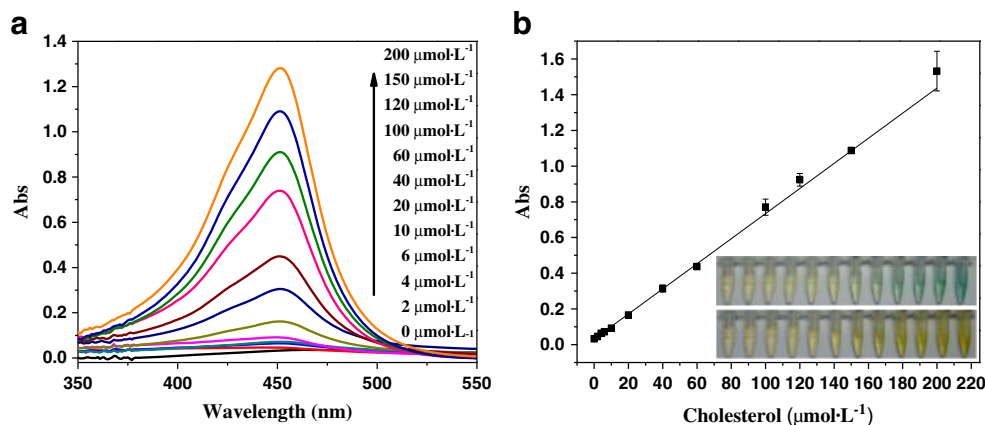 a
1.4
1.2
1.0
0.8
0.6
0.4
0.2
0.0
Abs
350
400
450
500
550
Wavelength (nm)
200 μmol·L⁻¹
150 μmol·L⁻¹
120 μmol·L⁻¹
100 μmol·L⁻¹
60 μmol·L⁻¹
40 μmol·L⁻¹
20 μmol·L⁻¹
10 μmol·L⁻¹
6 μmol·L⁻¹
4 μmol·L⁻¹
2 μmol·L⁻¹
0 μmol·L-1
b
1.6
1.4
1.2
1.0
0.8
0.6
0.4
0.2
0.0
Abs
0
20
40
60
80
100
120
140
160
180
200
220
Cholesterol (μmol·L⁻¹)